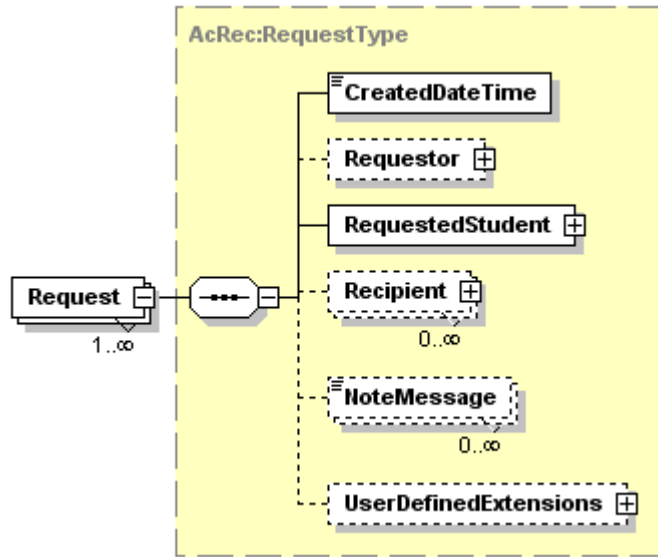 AcRec:RequestType
CreatedDateTime
Requestor
RequestedStudent
Request
1..∞
Recipient
0..∞
NoteMessage
0..∞
UserDefinedExtensions